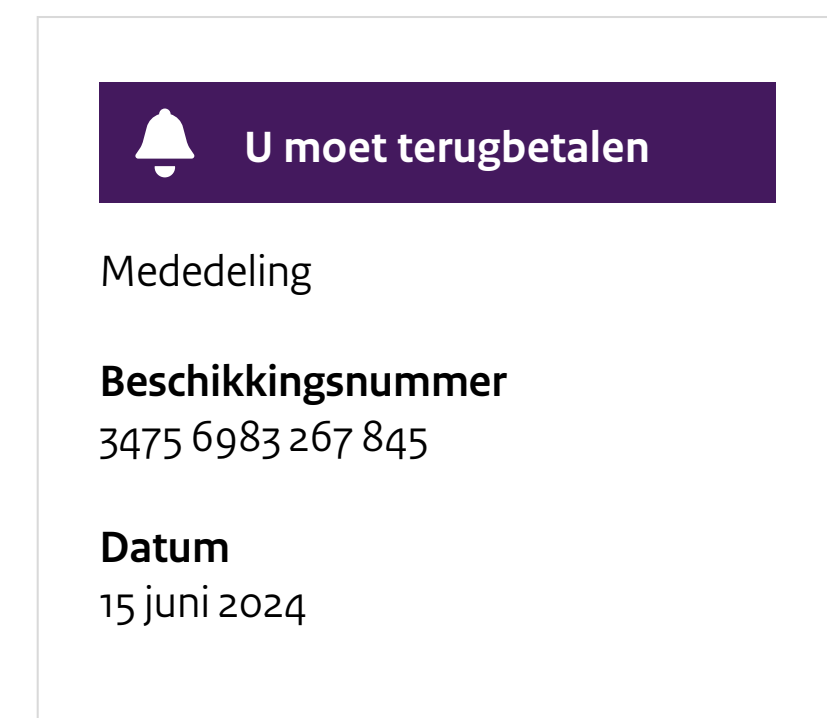 U moet terugbetalen
Mededeling
Beschikkingsnummer
3475 6983 267 845
Datum
15 juni 2024